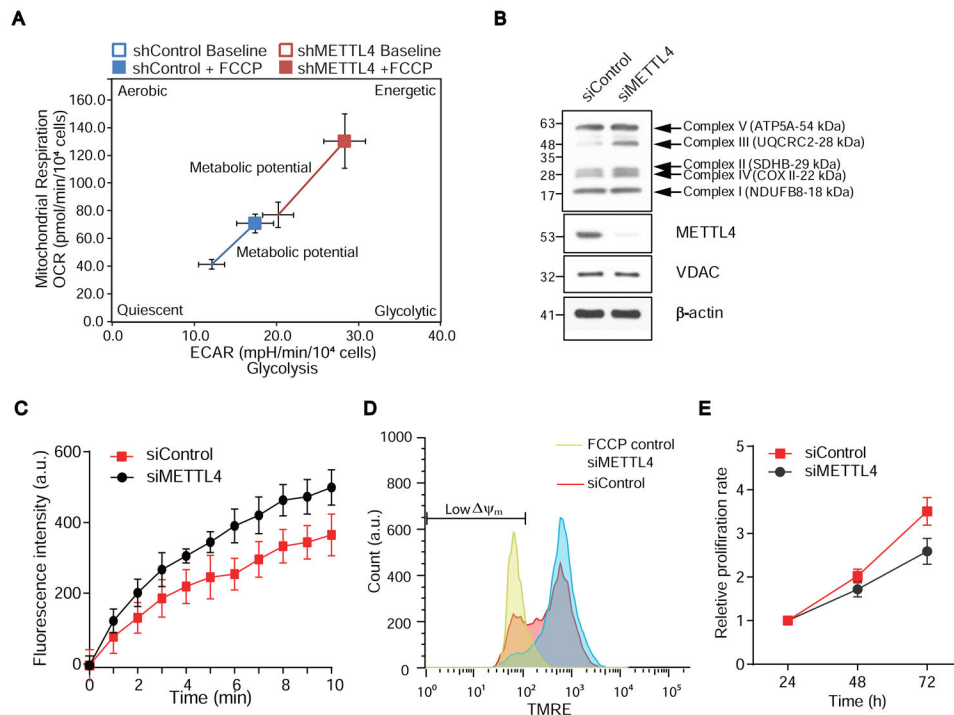 A
shControl Baseline
shMETTL4 Baseline
shControl + FCCP
shMETTL4 +FCCP
Mitochondrial Respiration
OCR (pmol/min/10⁴ cells)
160.0
140.0
120.0
100.0
80.0
60.0
40.0
20.0
0.0
Aerobic
Energetic
Metabolic potential
Metabolic potential
Quiescent
Glycolytic
0.0
10.0
20.0
30.0
40.0
ECAR (mpH/min/10⁴ cells)
Glycolysis
B
siControl
siMETTL4
63
48
35
28
17
Complex V (ATP5A-54 kDa)
Complex III (UQCRC2-28 kDa)
Complex II (SDHB-29 kDa)
Complex IV (COX II-22 kDa)
Complex I (NDUFB8-18 kDa)
53
METTL4
32
VDAC
41
β-actin
C
siControl
siMETTL4
Fluorescence intensity (a.u.)
600
400
200
0
0
2
4
6
8
10
Time (min)
D
FCCP control
siMETTL4
siControl
Low Δψm
Count (a.u.)
1000
800
600
400
200
0
10⁰
10¹
10²
10³
10⁴
10⁵
TMRE
E
siControl
siMETTL4
Reletive prolifiration rate
5
4
3
2
1
0
24
48
72
Time (h)